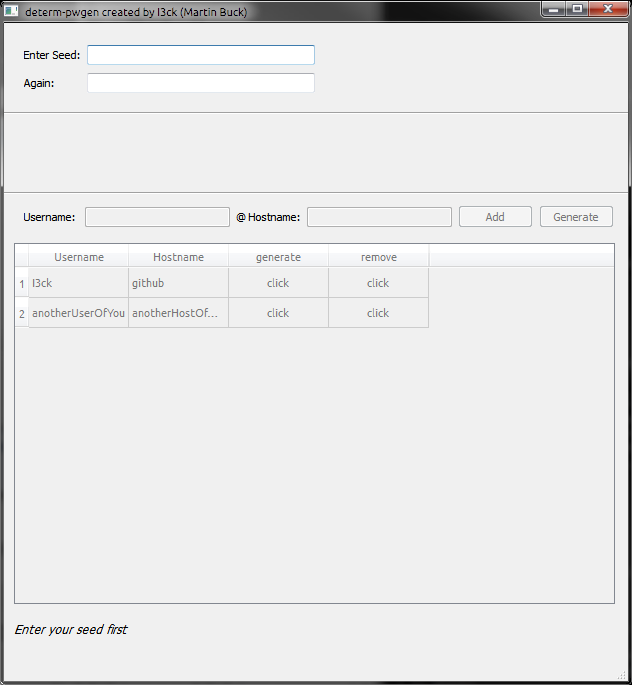 determ-pwgen created by l3ck (Martin Buck)
Enter Seed:
Again:
Username: @ Hostname: Add Generate
Username Hostname generate remove
1 l3ck github click click
2 anotherUserOfYou anotherHostOf... click click
Enter your seed first